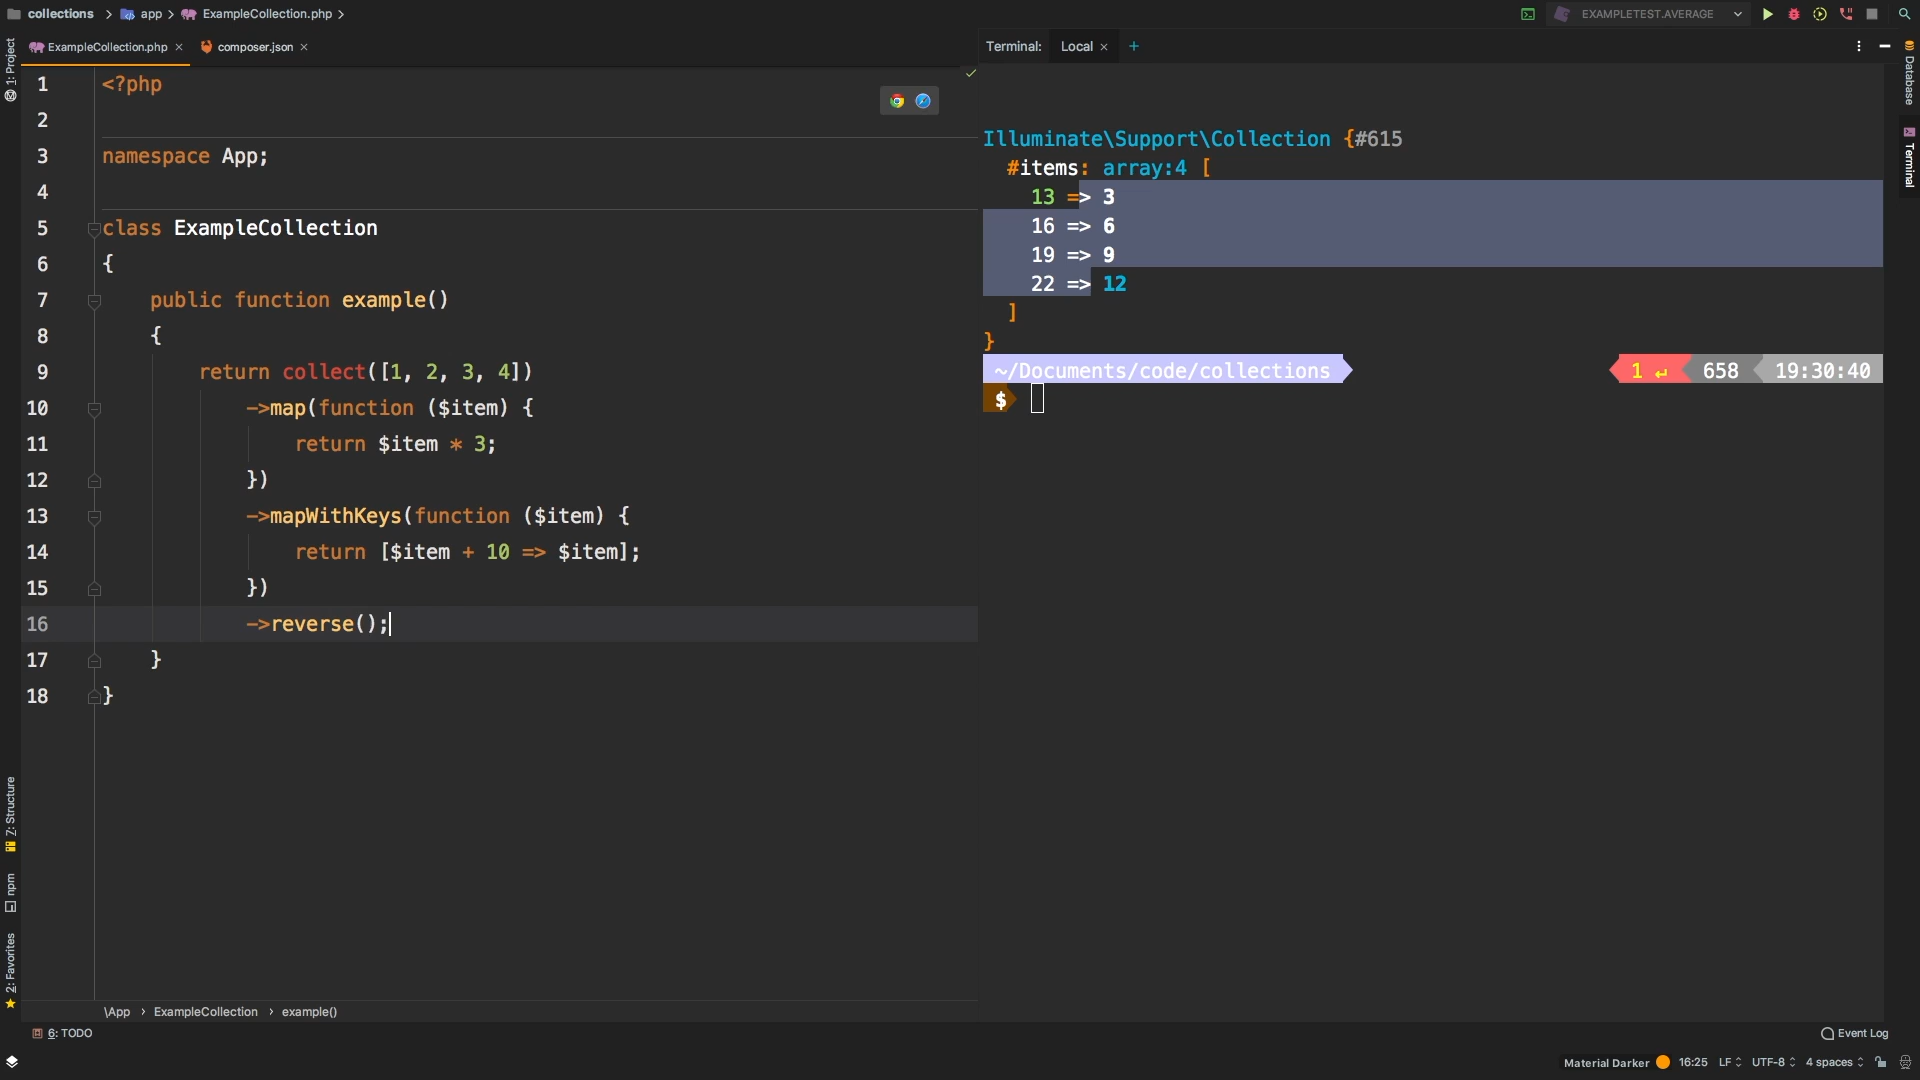 collections > app > ExampleCollection.php >
EXAMPLETEST.AVERAGE
1: Project
ExampleCollection.php ×
composer.json ×
1 <?php
2
3 namespace App;
4
5 class ExampleCollection
6 {
7 public function example()
8 {
9 return collect([1, 2, 3, 4])
10 ->map(function ($item) {
11 return $item * 3;
12 })
13 ->mapWithKeys(function ($item) {
14 return [$item + 10 => $item];
15 })
16 ->reverse();
17 }
18 }
Z: Structure
npm
2: Favorites
\App > ExampleCollection > example()
6: TODO
Terminal: Local × +
Illuminate\Support\Collection {#615
#items: array:4 [
13 => 3
16 => 6
19 => 9
22 => 12
]
}
~/Documents/code/collections
1 ↵ 658 19:30:40
$
Database
Terminal
Event Log
Material Darker 16:25 LF UTF-8 4 spaces